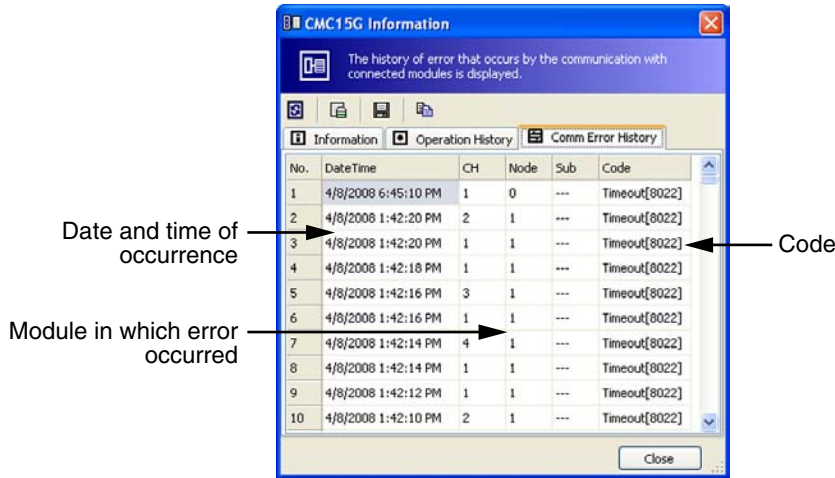 CMC15G Information
The history of error that occurs by the communication with
connected modules is displayed.
Information Operation History Comm Error History
No. DateTime CH Node Sub Code
1 4/8/2008 6:45:10 PM 1 0 --- Timeout[8022]
2 4/8/2008 1:42:20 PM 2 1 --- Timeout[8022]
3 4/8/2008 1:42:20 PM 1 1 --- Timeout[8022]
4 4/8/2008 1:42:18 PM 1 1 --- Timeout[8022]
5 4/8/2008 1:42:16 PM 3 1 --- Timeout[8022]
6 4/8/2008 1:42:16 PM 1 1 --- Timeout[8022]
7 4/8/2008 1:42:14 PM 4 1 --- Timeout[8022]
8 4/8/2008 1:42:14 PM 1 1 --- Timeout[8022]
9 4/8/2008 1:42:12 PM 1 1 --- Timeout[8022]
10 4/8/2008 1:42:10 PM 2 1 --- Timeout[8022]
Close
Date and time of
occurrence
Code
Module in which error
occurred